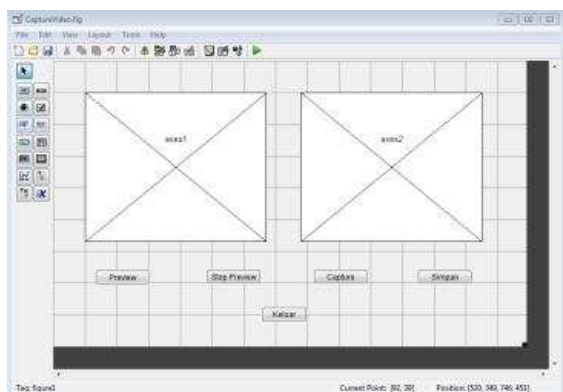 CaptureVideo.fig
File Edit View Layout Tools Help
axes1
axes2
Preview
Stop Preview
Capture
Simpan
Keluar
Tag: figure1
Current Point: [92, 39]
Position: [520, 349, 746, 451]